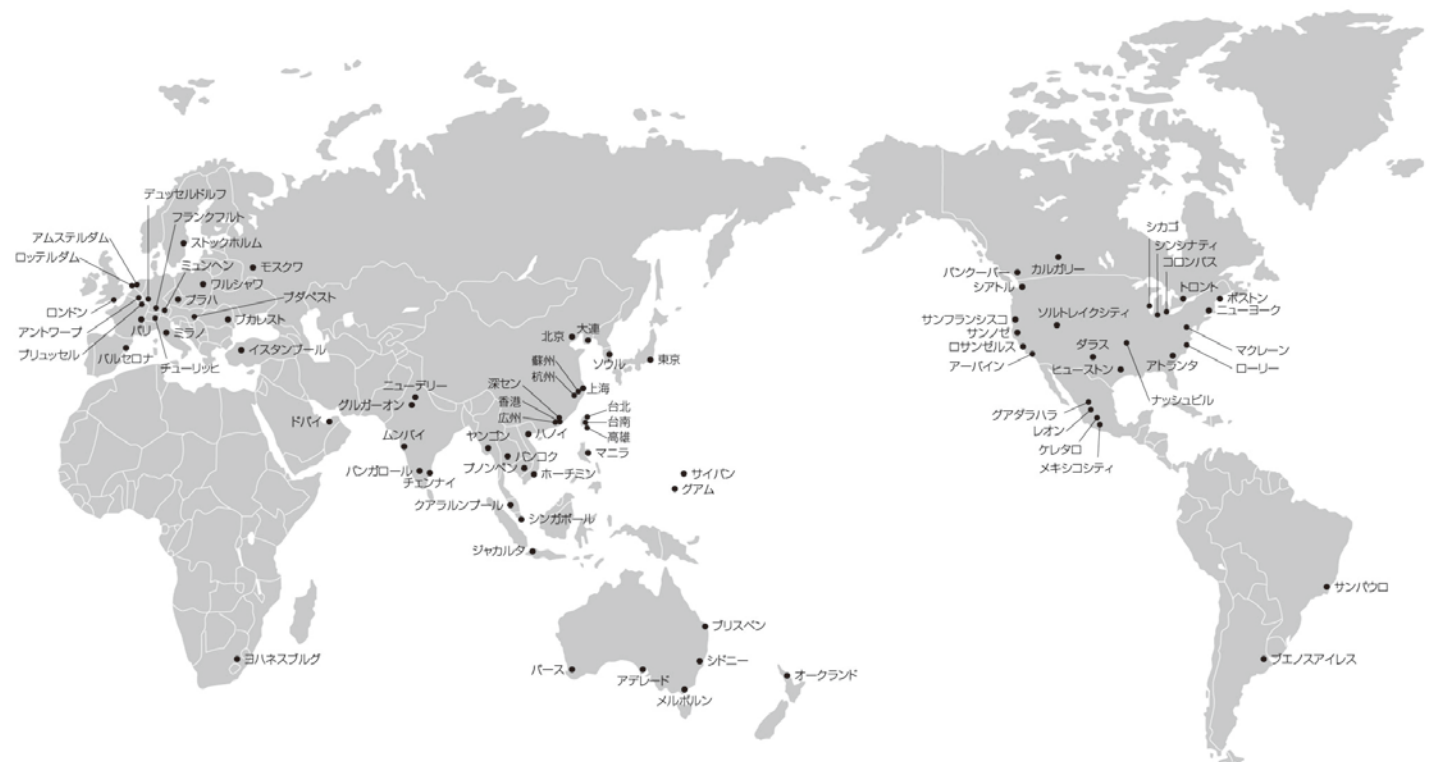 デュッセルドルフ
フランクフルト
アムステルダム
ロッテルダム
ストックホルム
ミュンヘン
モスクワ
ワルシャワ
ロンドン
プラハ
ブダペスト
アントワープ
パリ
ミラノ
ブカレスト
ブリュッセル
バルセロナ
チューリッヒ
イスタンブール
ニューデリー
グルガーオン
ドバイ
ムンバイ
バンガロール
チェンナイ
ヨハネスブルグ
北京
大連
ソウル
東京
蘇州
杭州
上海
深セン
香港
広州
台北
台南
高雄
ヤンゴン
ハノイ
バンコク
マニラ
プノンペン
ホーチミン
サイパン
グアム
クアラルンプール
シンガポール
ジャカルタ
ブリスベン
パース
アデレード
シドニー
メルボルン
オークランド
シカゴ
シンシナティ
コロンバス
バンクーバー
カルガリー
シアトル
トロント
ボストン
ニューヨーク
サンフランシスコ
ソルトレイクシティ
サンノゼ
ロサンゼルス
ダラス
マクレーン
アーバイン
ヒューストン
アトランタ
ローリー
ナッシュビル
グアダラハラ
レオン
ケレタロ
メキシコシティ
サンパウロ
ブエノスアイレス